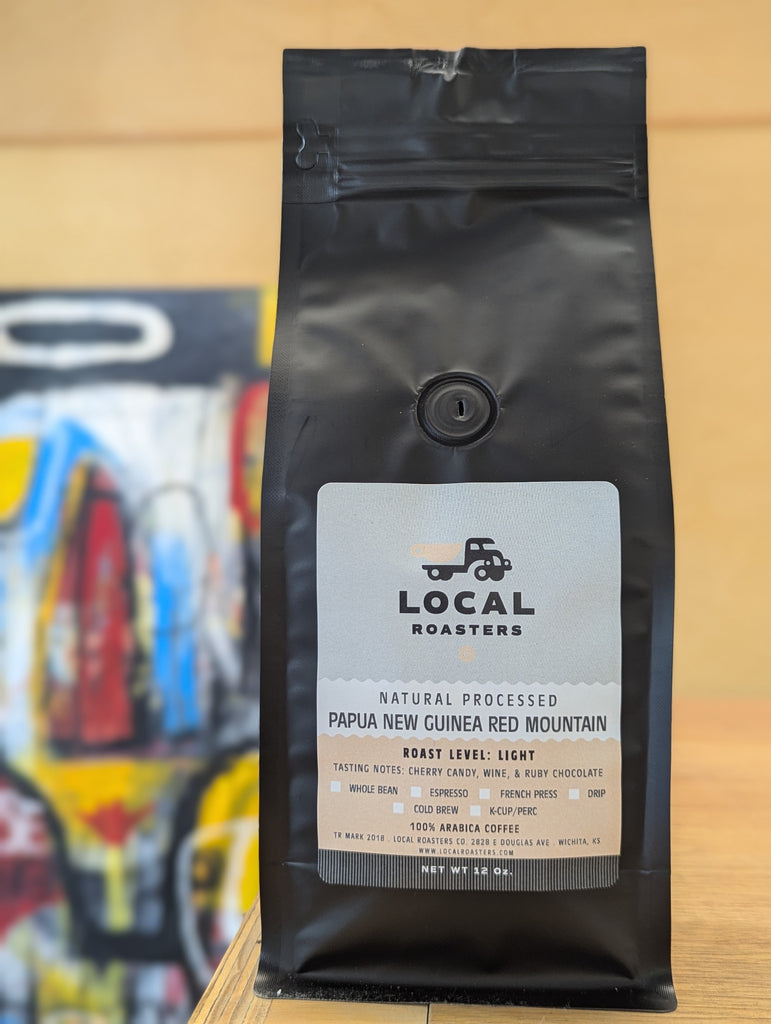 LOCAL
ROASTERS
NATURAL PROCESSED
PAPUA NEW GUINEA RED MOUNTAIN
ROAST LEVEL: LIGHT
TASTING NOTES: CHERRY CANDY, WINE, & RUBY CHOCOLATE
WHOLE BEAN ESPRESSO FRENCH PRESS DRIP
COLD BREW K-CUP/PERC
100% ARABICA COFFEE
TR MARK 2018 . LOCAL ROASTERS CO. 2828 E DOUGLAS AVE . WICHITA, KS
WWW.LOCALROASTERS.COM
NET WT 12 Oz.